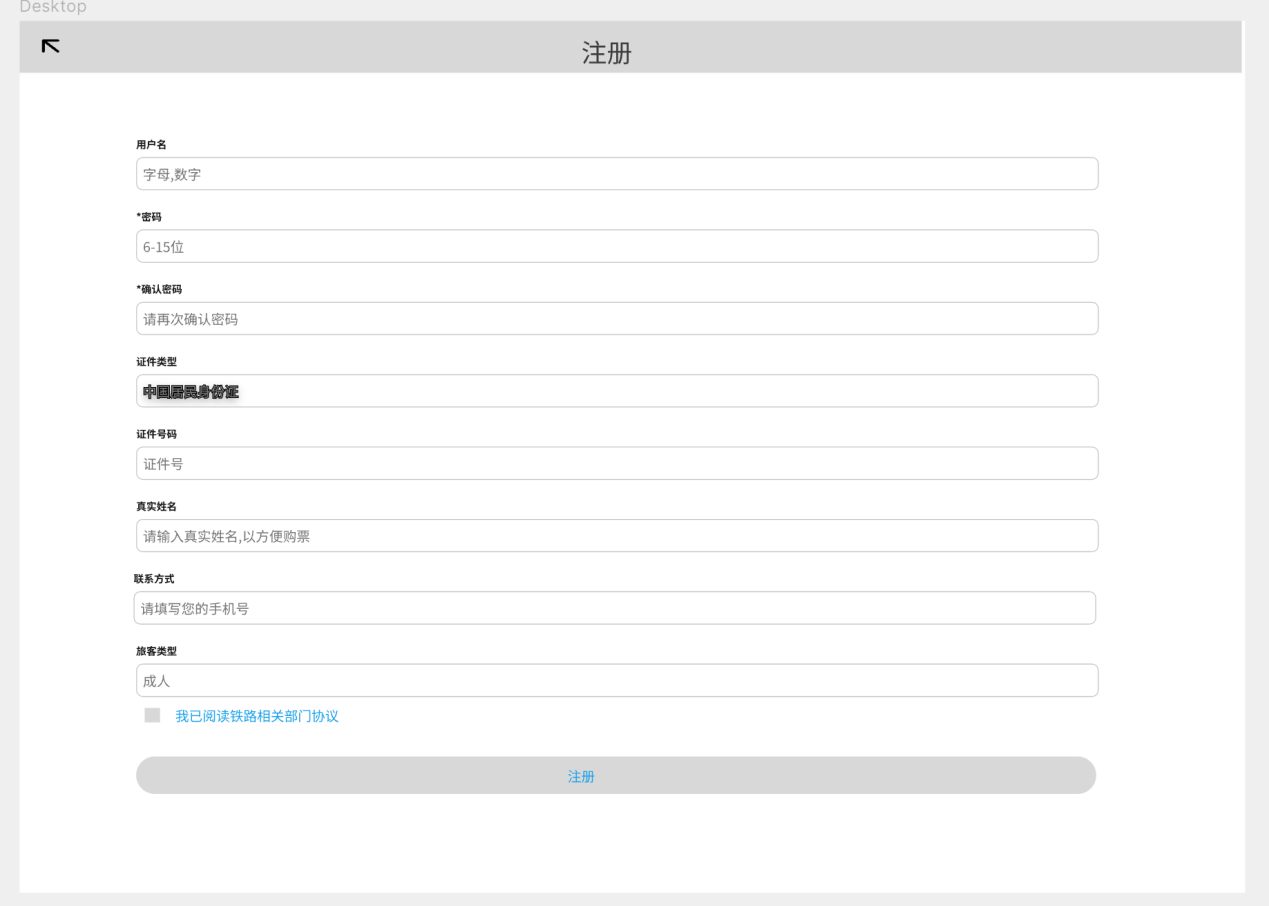 Desktop
注册
用户名
字母,数字
*密码
6-15位
*确认密码
请再次确认密码
证件类型
中国居民身份证
证件号码
证件号
真实姓名
请输入真实姓名,以方便购票
联系方式
请填写您的手机号
旅客类型
成人
我已阅读铁路相关部门协议
注册